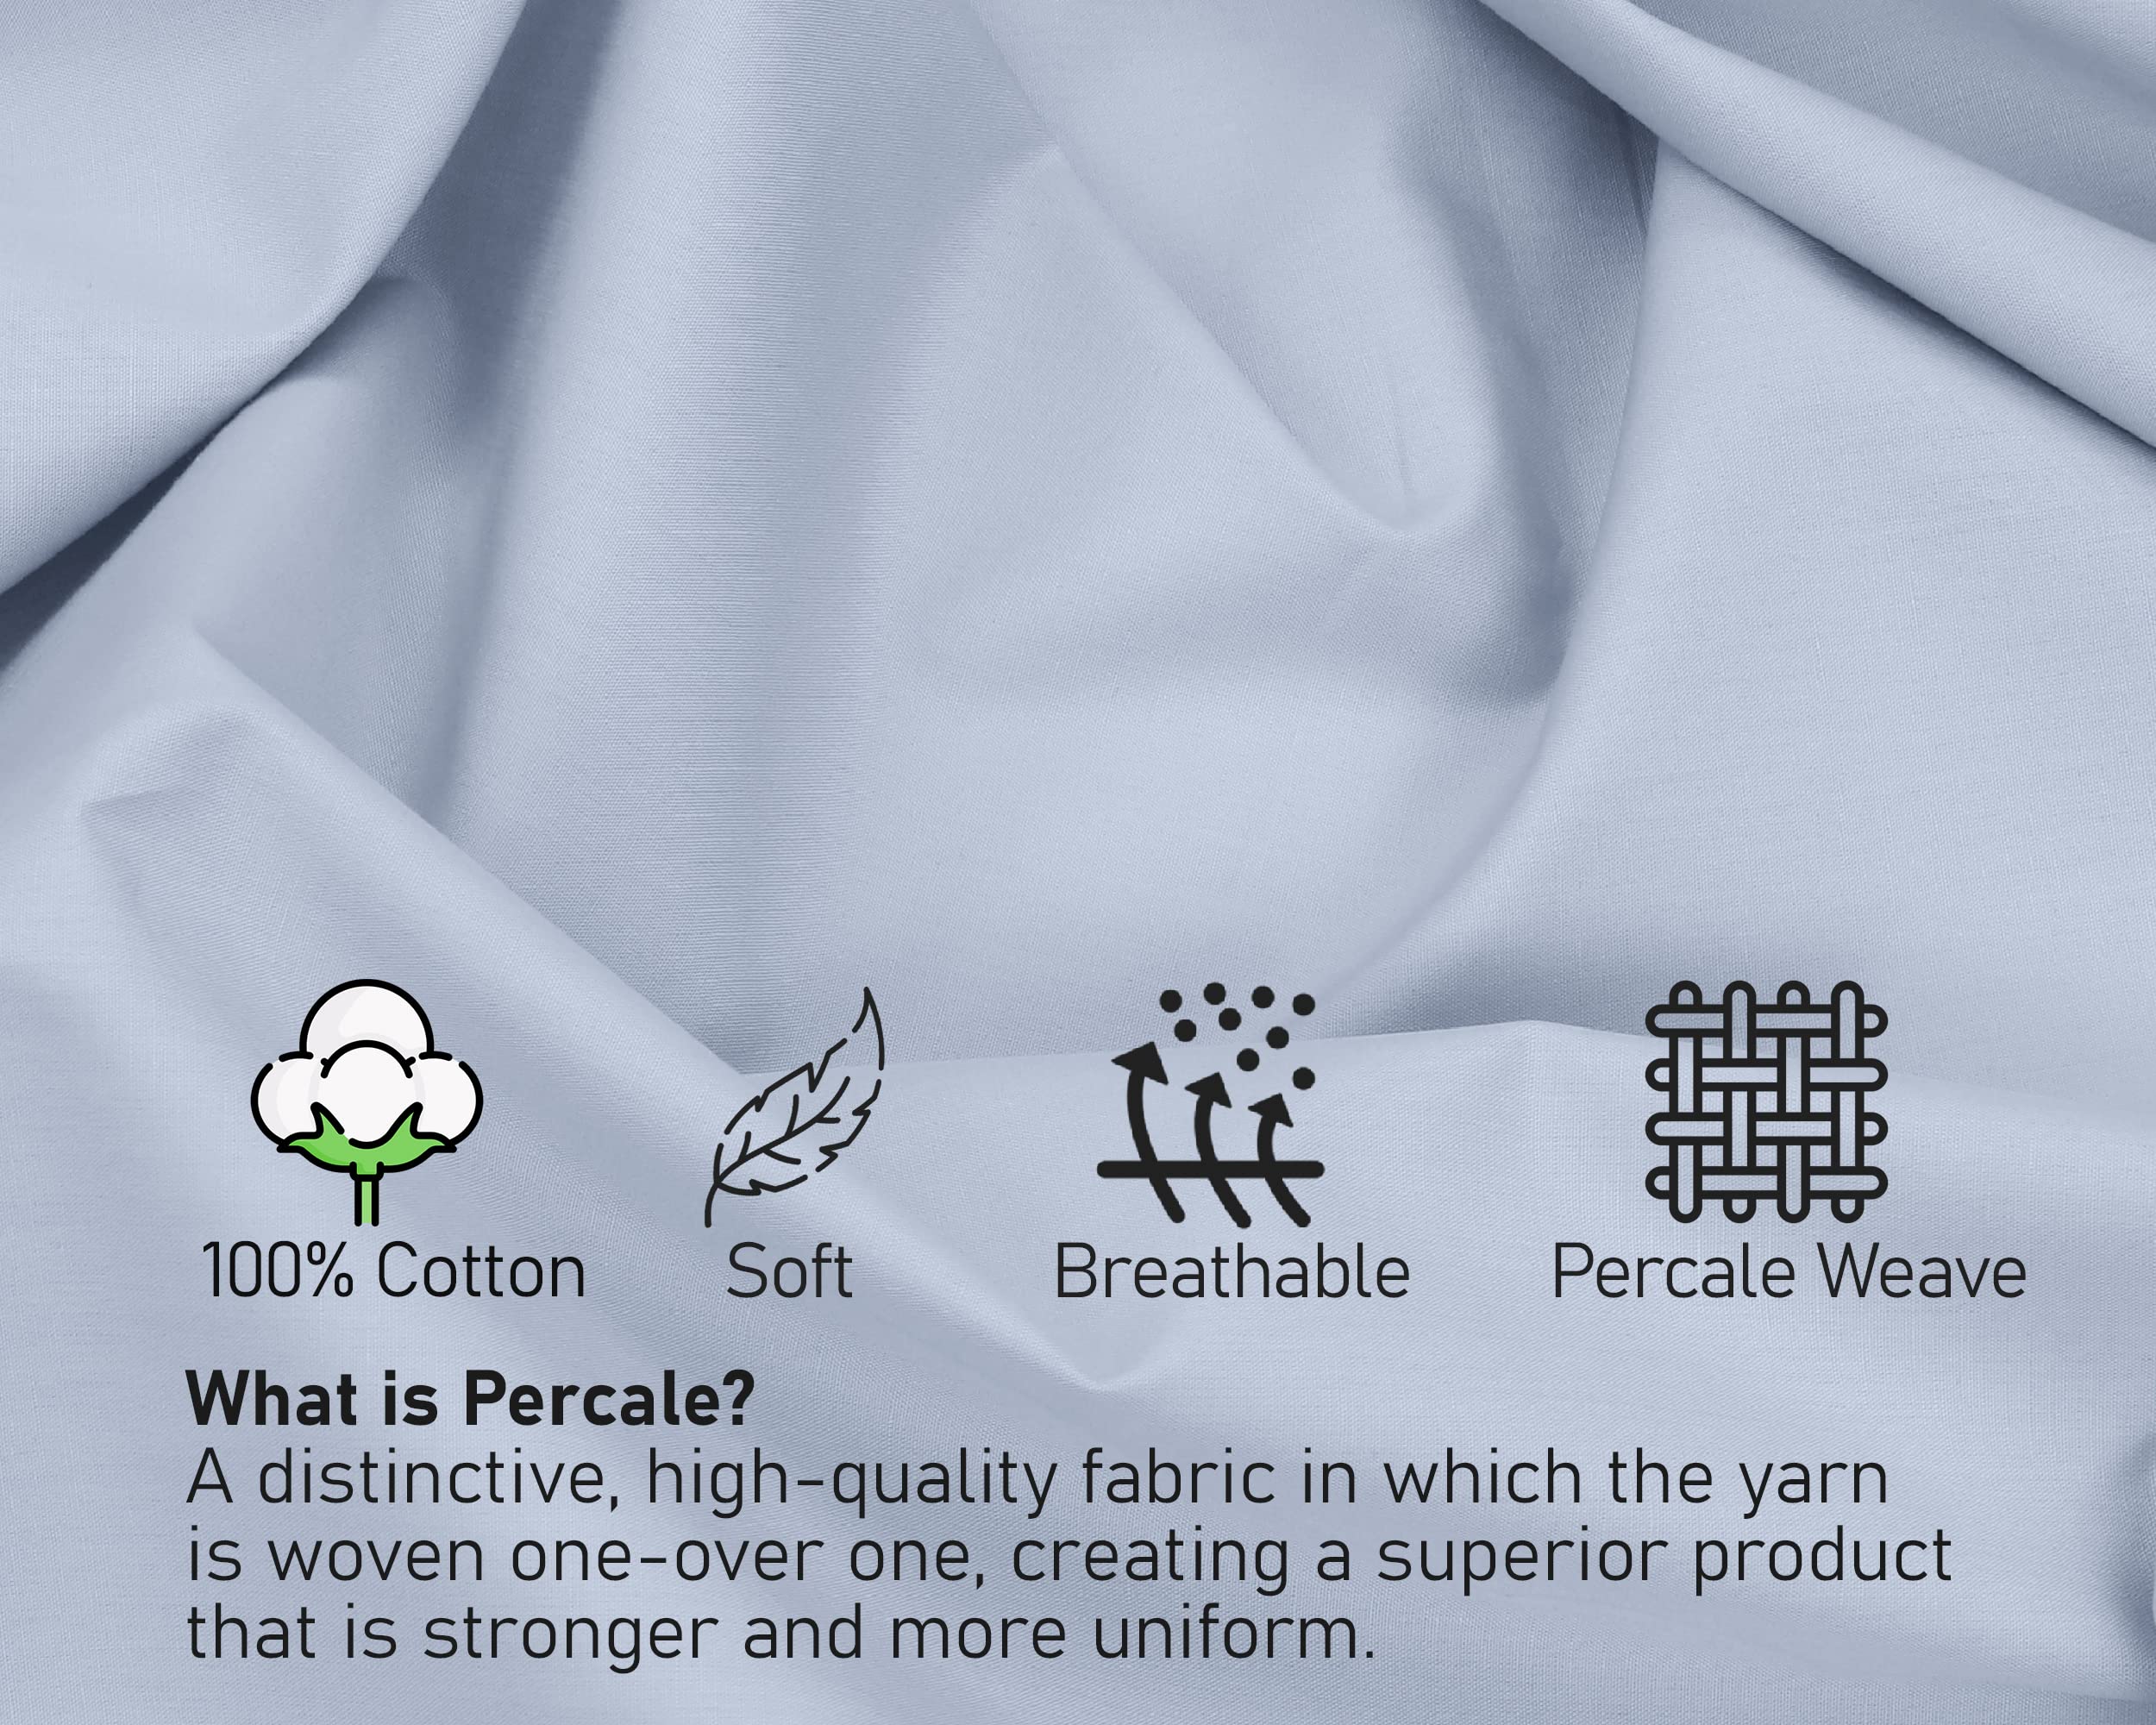 100% Cotton
Soft
Breathable
Percale Weave
What is Percale?
A distinctive, high-quality fabric in which the yarn
is woven one-over one, creating a superior product
that is stronger and more uniform.